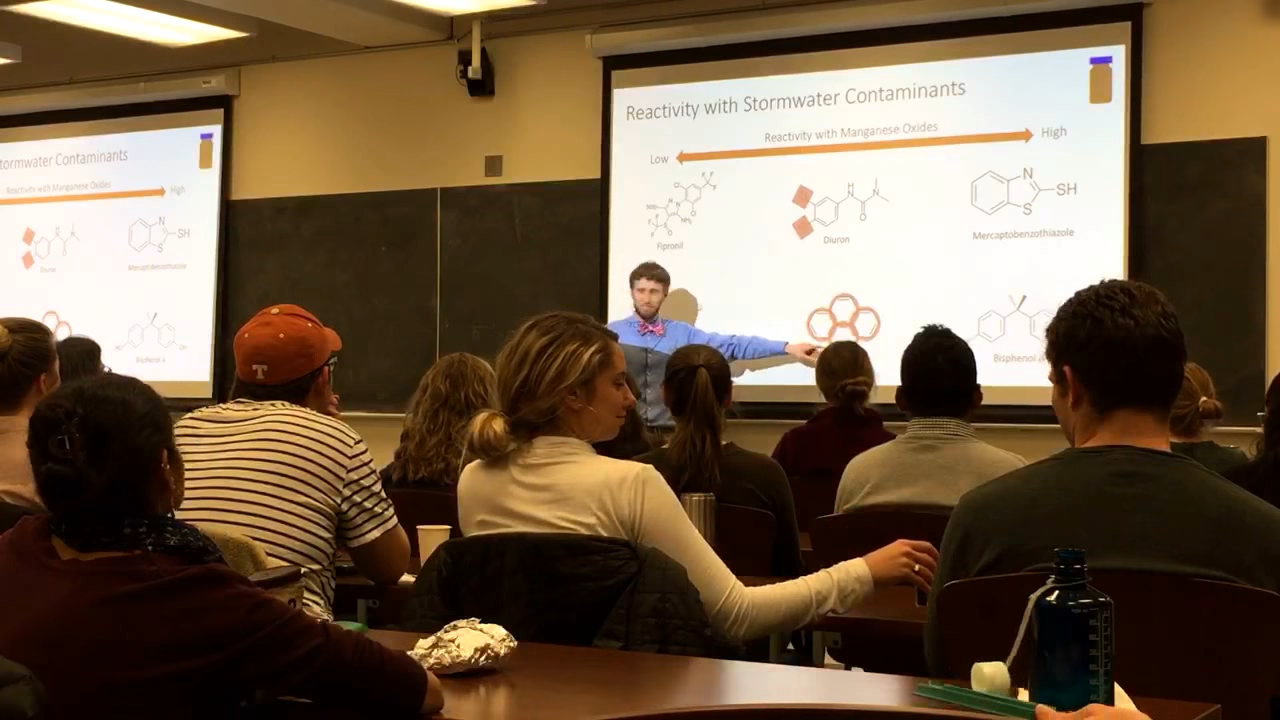 tormwater Contaminants
Reactivity with Manganese Oxides
High
N
SH
S
Diuron
Mercaptobenzothiazole
Bisphenol A
Reactivity with Stormwater Contaminants
Reactivity with Manganese Oxides
Low
High
Fipronil
Diuron
N
SH
S
Mercaptobenzothiazole
Bisphenol
T